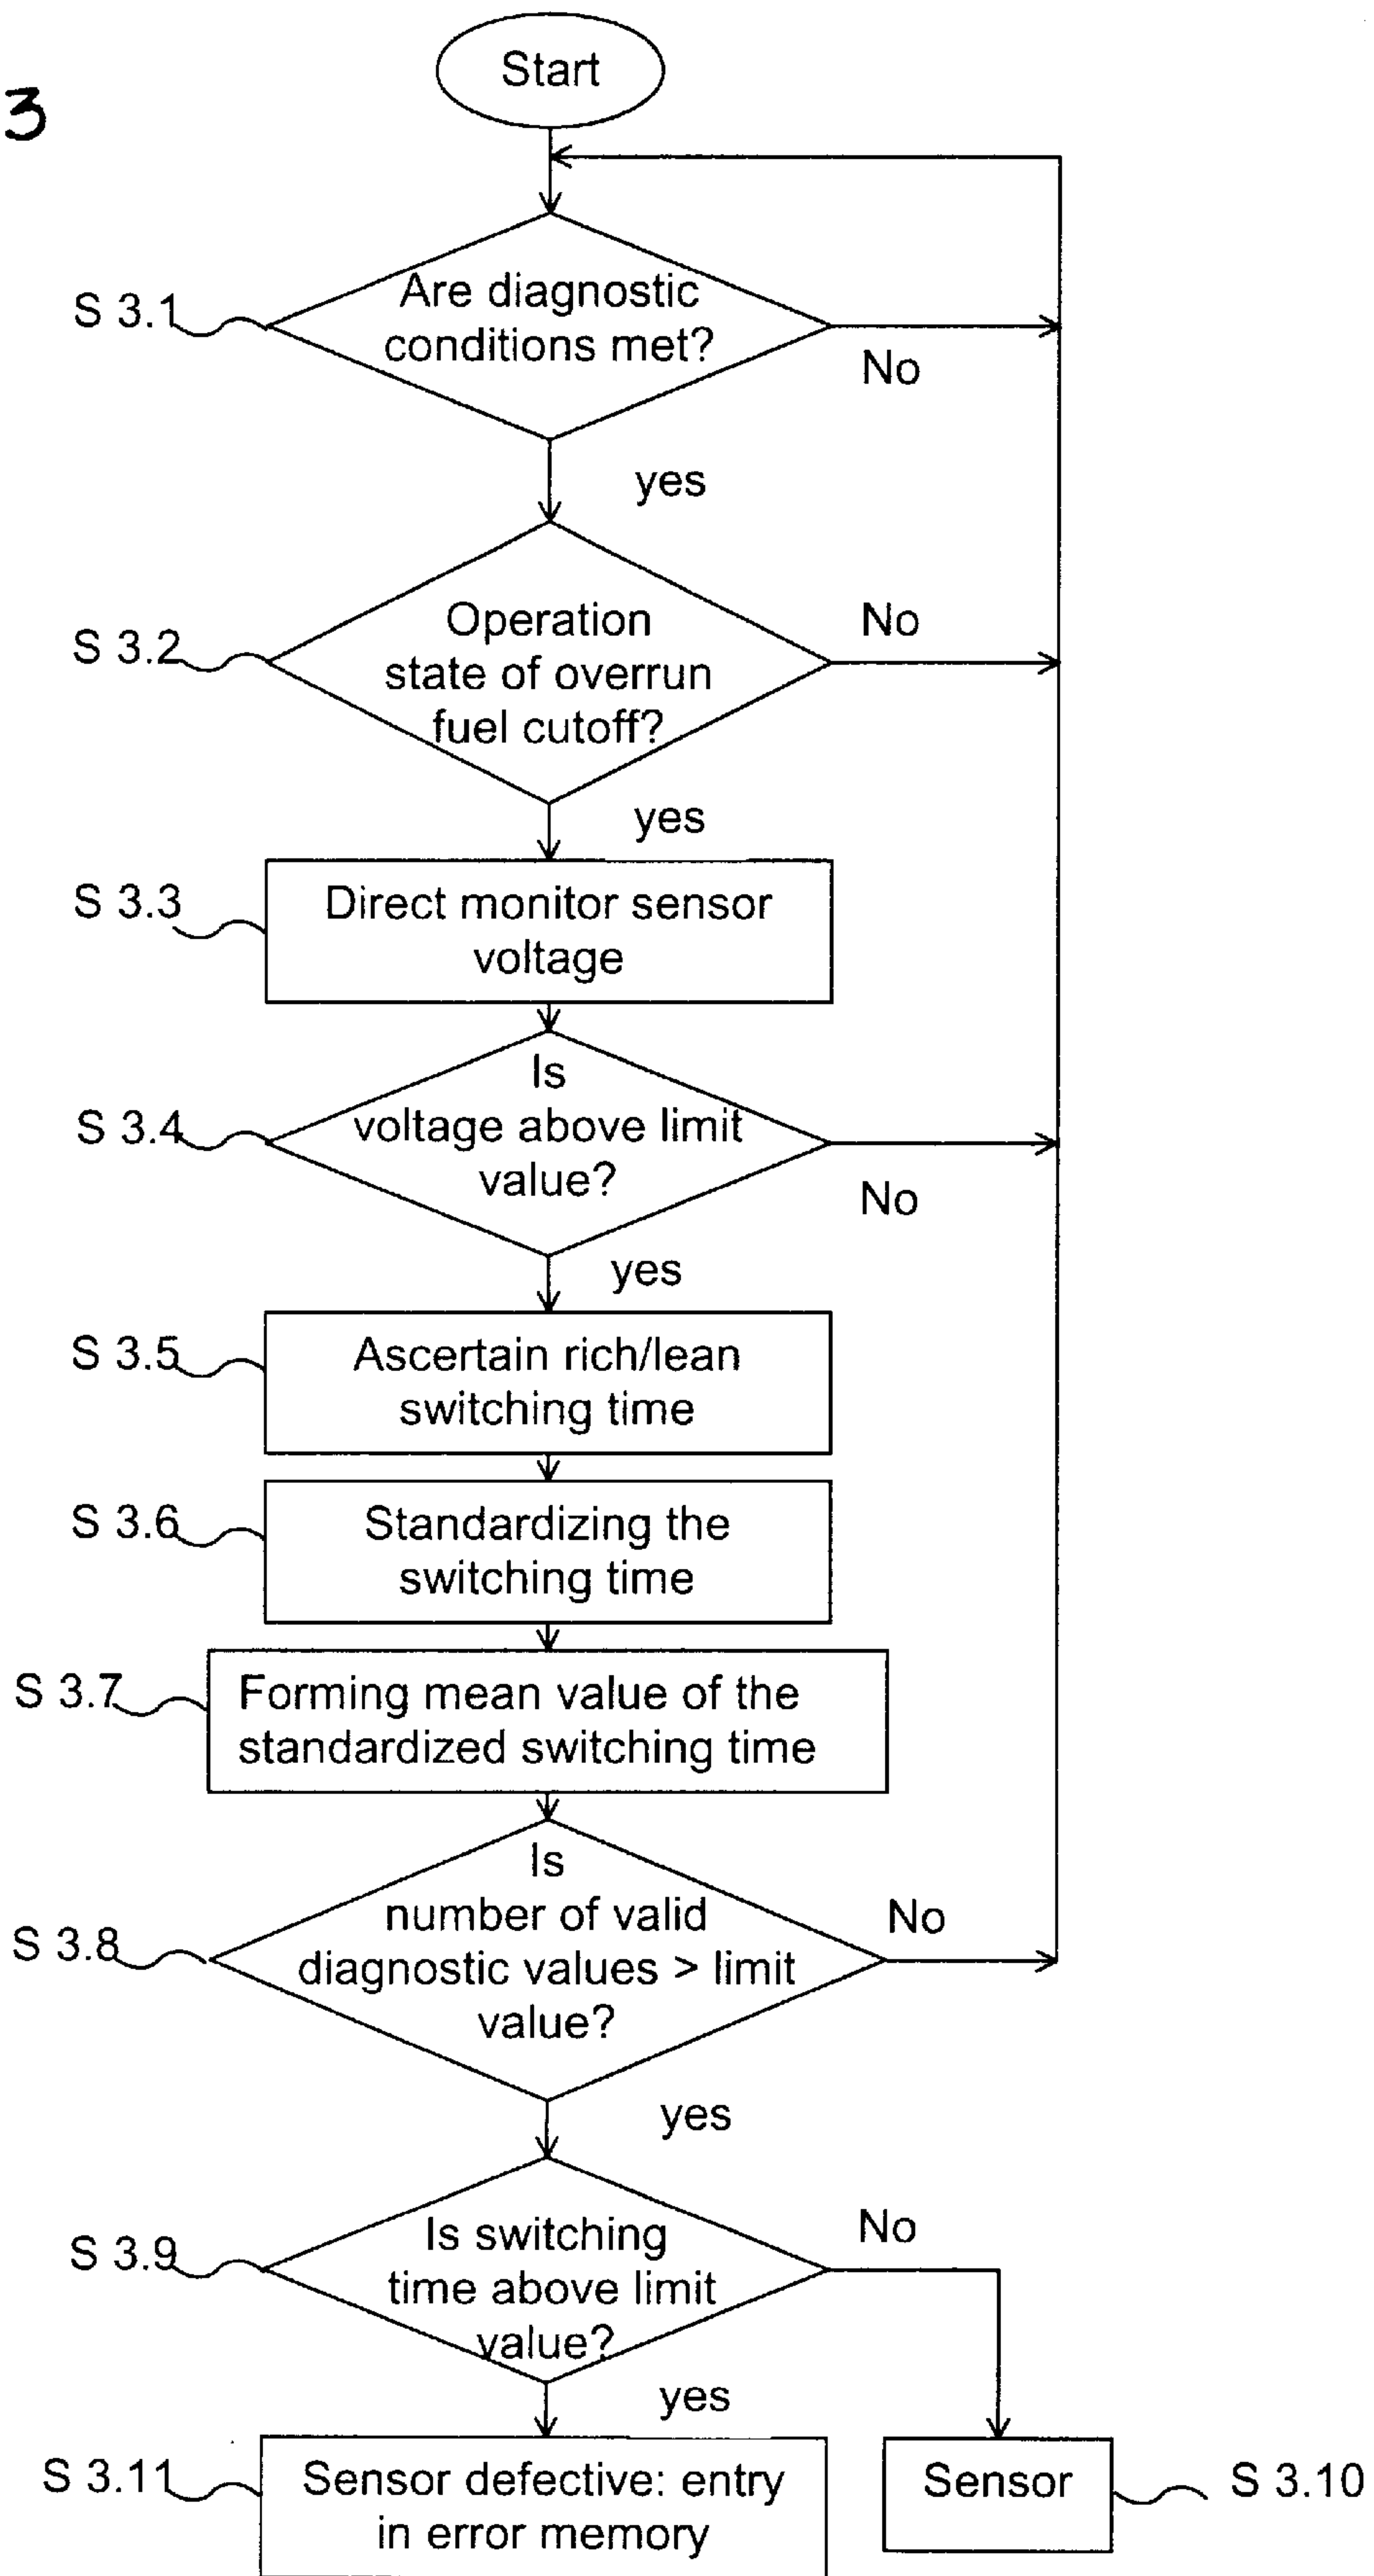 3
Start
S 3.1
Are diagnostic
conditions met?
No
yes
S 3.2
Operation
state of overrun
fuel cutoff?
No
yes
S 3.3
Direct monitor sensor
voltage
S 3.4
Is
voltage above limit
value?
No
yes
S 3.5
Ascertain rich/lean
switching time
S 3.6
Standardizing the
switching time
S 3.7
Forming mean value of the
standardized switching time
S 3.8
Is
number of valid
diagnostic values > limit
value?
No
yes
S 3.9
Is switching
time above limit
value?
No
yes
S 3.11
Sensor defective: entry
in error memory
Sensor
S 3.10